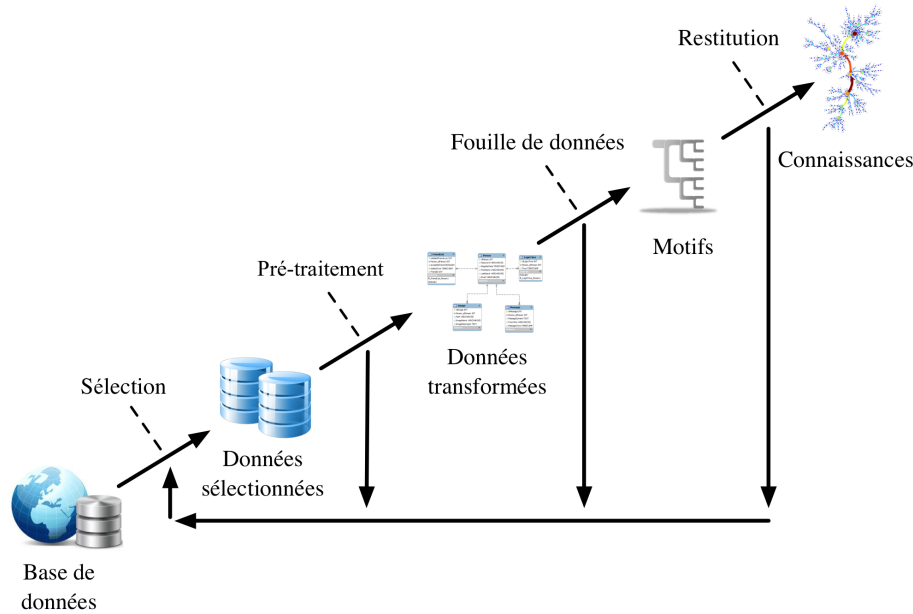 Restitution
Connaissances
Fouille de données
Motifs
Pré-traitement
Données
transformées
Sélection
Données
sélectionnées
Base de
données